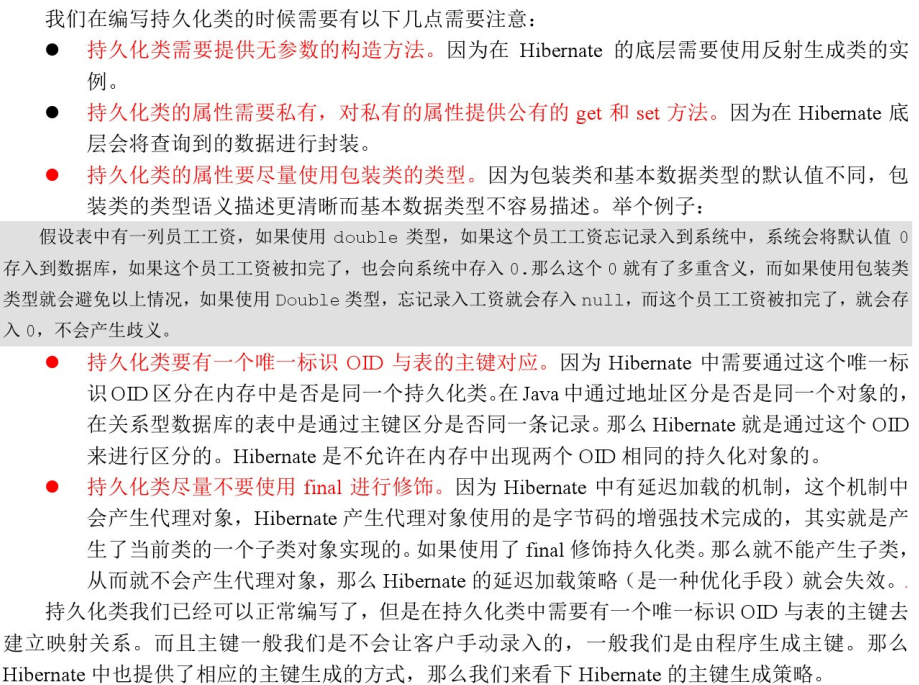 我们在编写持久化类的时候需要有以下几点需要注意：
● 持久化类需要提供无参数的构造方法。因为在 Hibernate 的底层需要使用反射生成类的实
例。
● 持久化类的属性需要私有，对私有的属性提供公有的 get 和 set 方法。因为在 Hibernate 底
层会将查询到的数据进行封装。
● 持久化类的属性要尽量使用包装类的类型。因为包装类和基本数据类型的默认值不同，包
装类的类型语义描述更清晰而基本数据类型不容易描述。举个例子：
假设表中有一列员工工资，如果使用 double 类型，如果这个员工工资忘记录入到系统中，系统会将默认值 0
存入到数据库，如果这个员工工资被扣完了，也会向系统中存入 0.那么这个 0 就有了多重含义，而如果使用包装类
类型就会避免以上情况，如果使用 Double 类型，忘记录入工资就会存入 null，而这个员工工资被扣完了，就会存
入 0，不会产生歧义。
● 持久化类要有一个唯一标识 OID 与表的主键对应。因为 Hibernate 中需要通过这个唯一标
识 OID 区分在内存中是否是同一个持久化类。在 Java 中通过地址区分是否是同一个对象的，
在关系型数据库的表中是通过主键区分是否同一条记录。那么 Hibernate 就是通过这个 OID
来进行区分的。Hibernate 是不允许在内存中出现两个 OID 相同的持久化对象的。
● 持久化类尽量不要使用 final 进行修饰。因为 Hibernate 中有延迟加载的机制，这个机制中
会产生代理对象，Hibernate 产生代理对象使用的是字节码的增强技术完成的，其实就是产
生了当前类的一个子类对象实现的。如果使用了 final 修饰持久化类。那么就不能产生子类，
从而就不会产生代理对象，那么 Hibernate 的延迟加载策略（是一种优化手段）就会失效。
持久化类我们已经可以正常编写了，但是在持久化类中需要有一个唯一标识 OID 与表的主键去
建立映射关系。而且主键一般我们是不会让客户手动录入的，一般我们是由程序生成主键。那么
Hibernate 中也提供了相应的主键生成的方式，那么我们来看下 Hibernate 的主键生成策略。